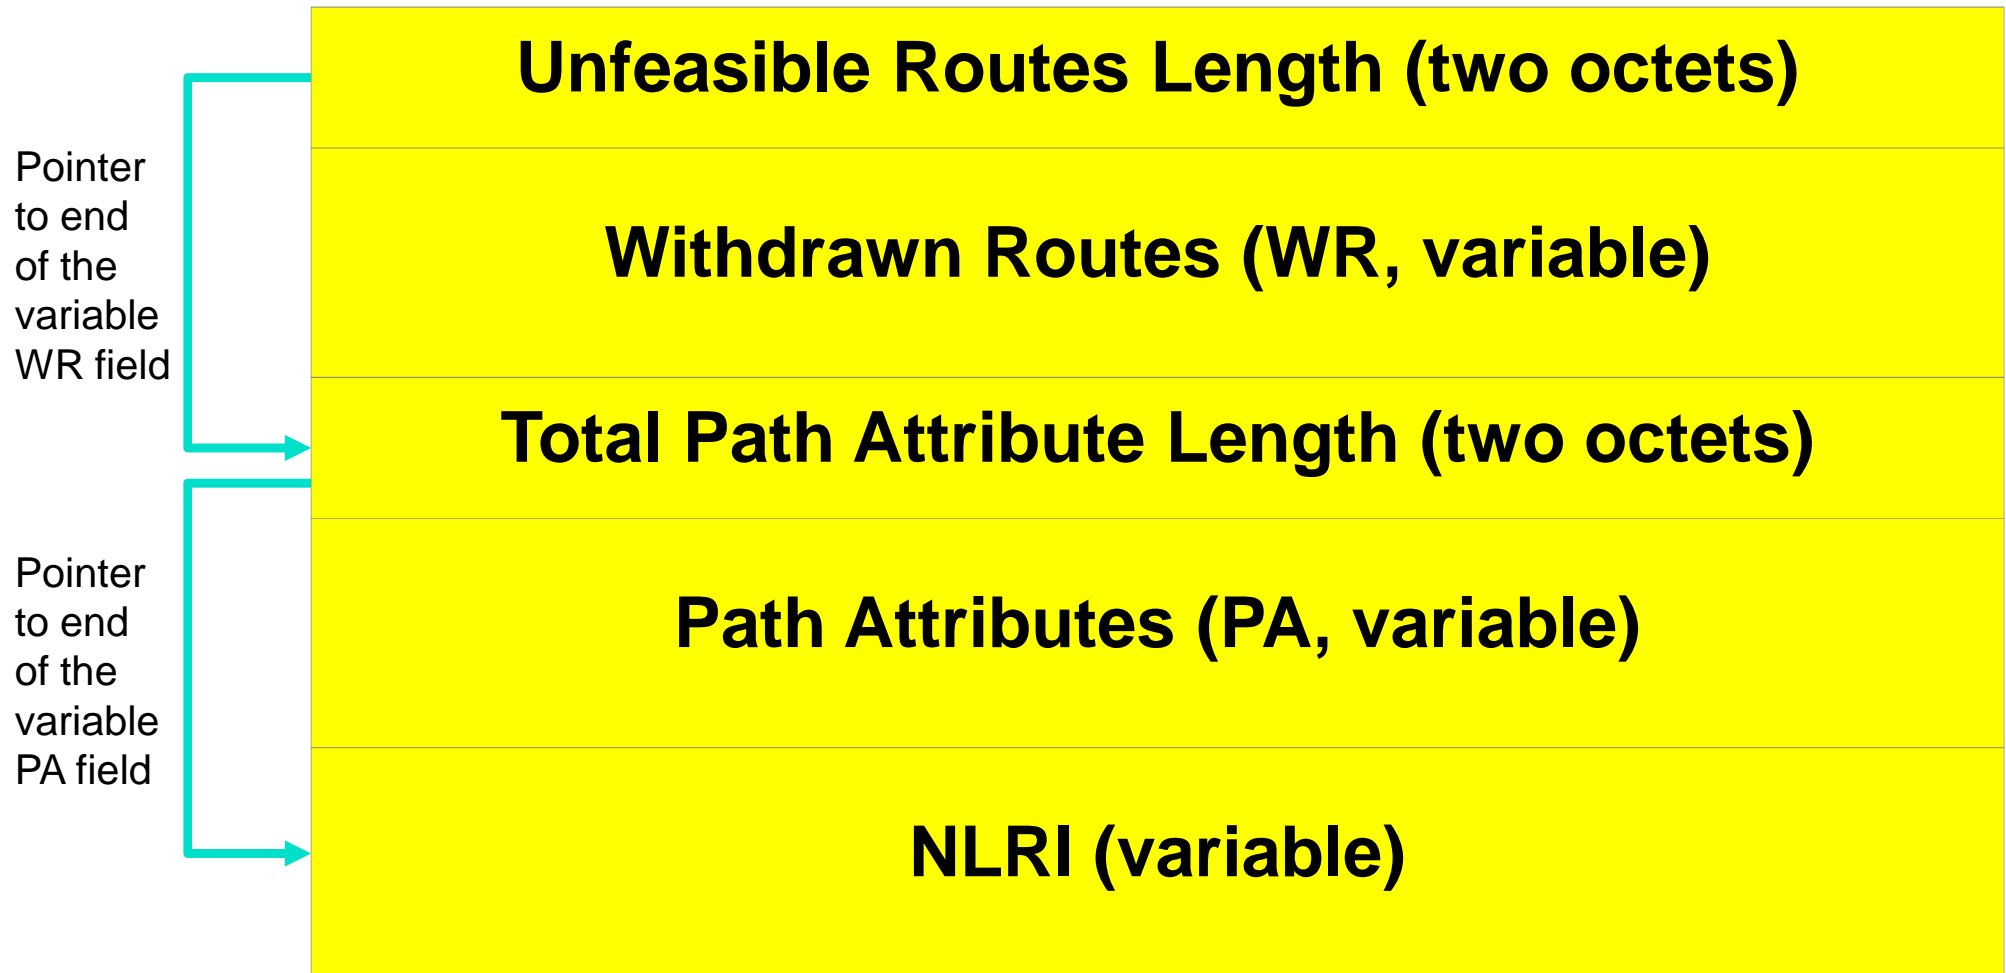 Unfeasible Routes Length (two octets)
Pointer
to end
of the
variable
WR field
Withdrawn Routes (WR, variable)
Total Path Attribute Length (two octets)
Pointer
to end
of the
variable
PA field
Path Attributes (PA, variable)
NLRI (variable)